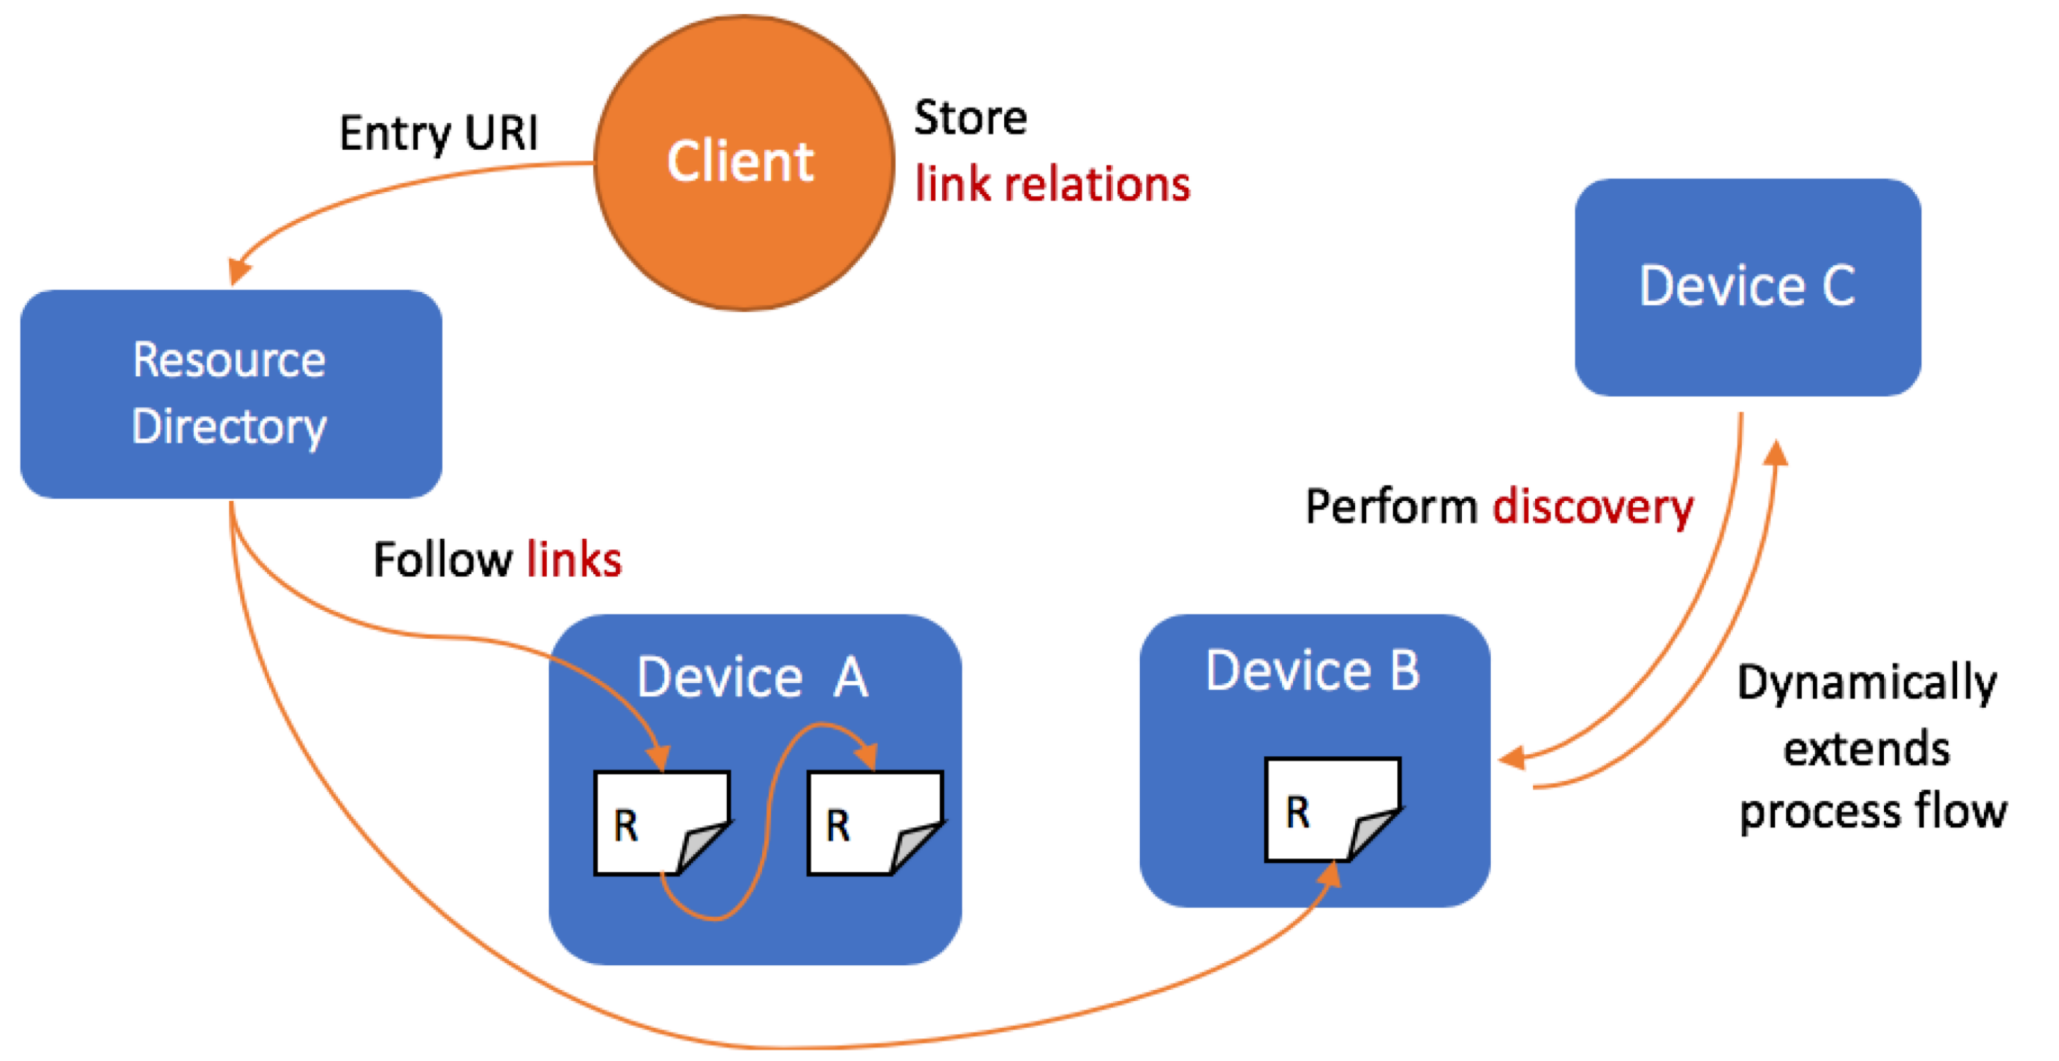 Entry URI
Client
Store
link relations
Resource
Directory
Device C
Follow links
Perform discovery
Device A
R
R
Device B
R
Dynamically
extends
process flow